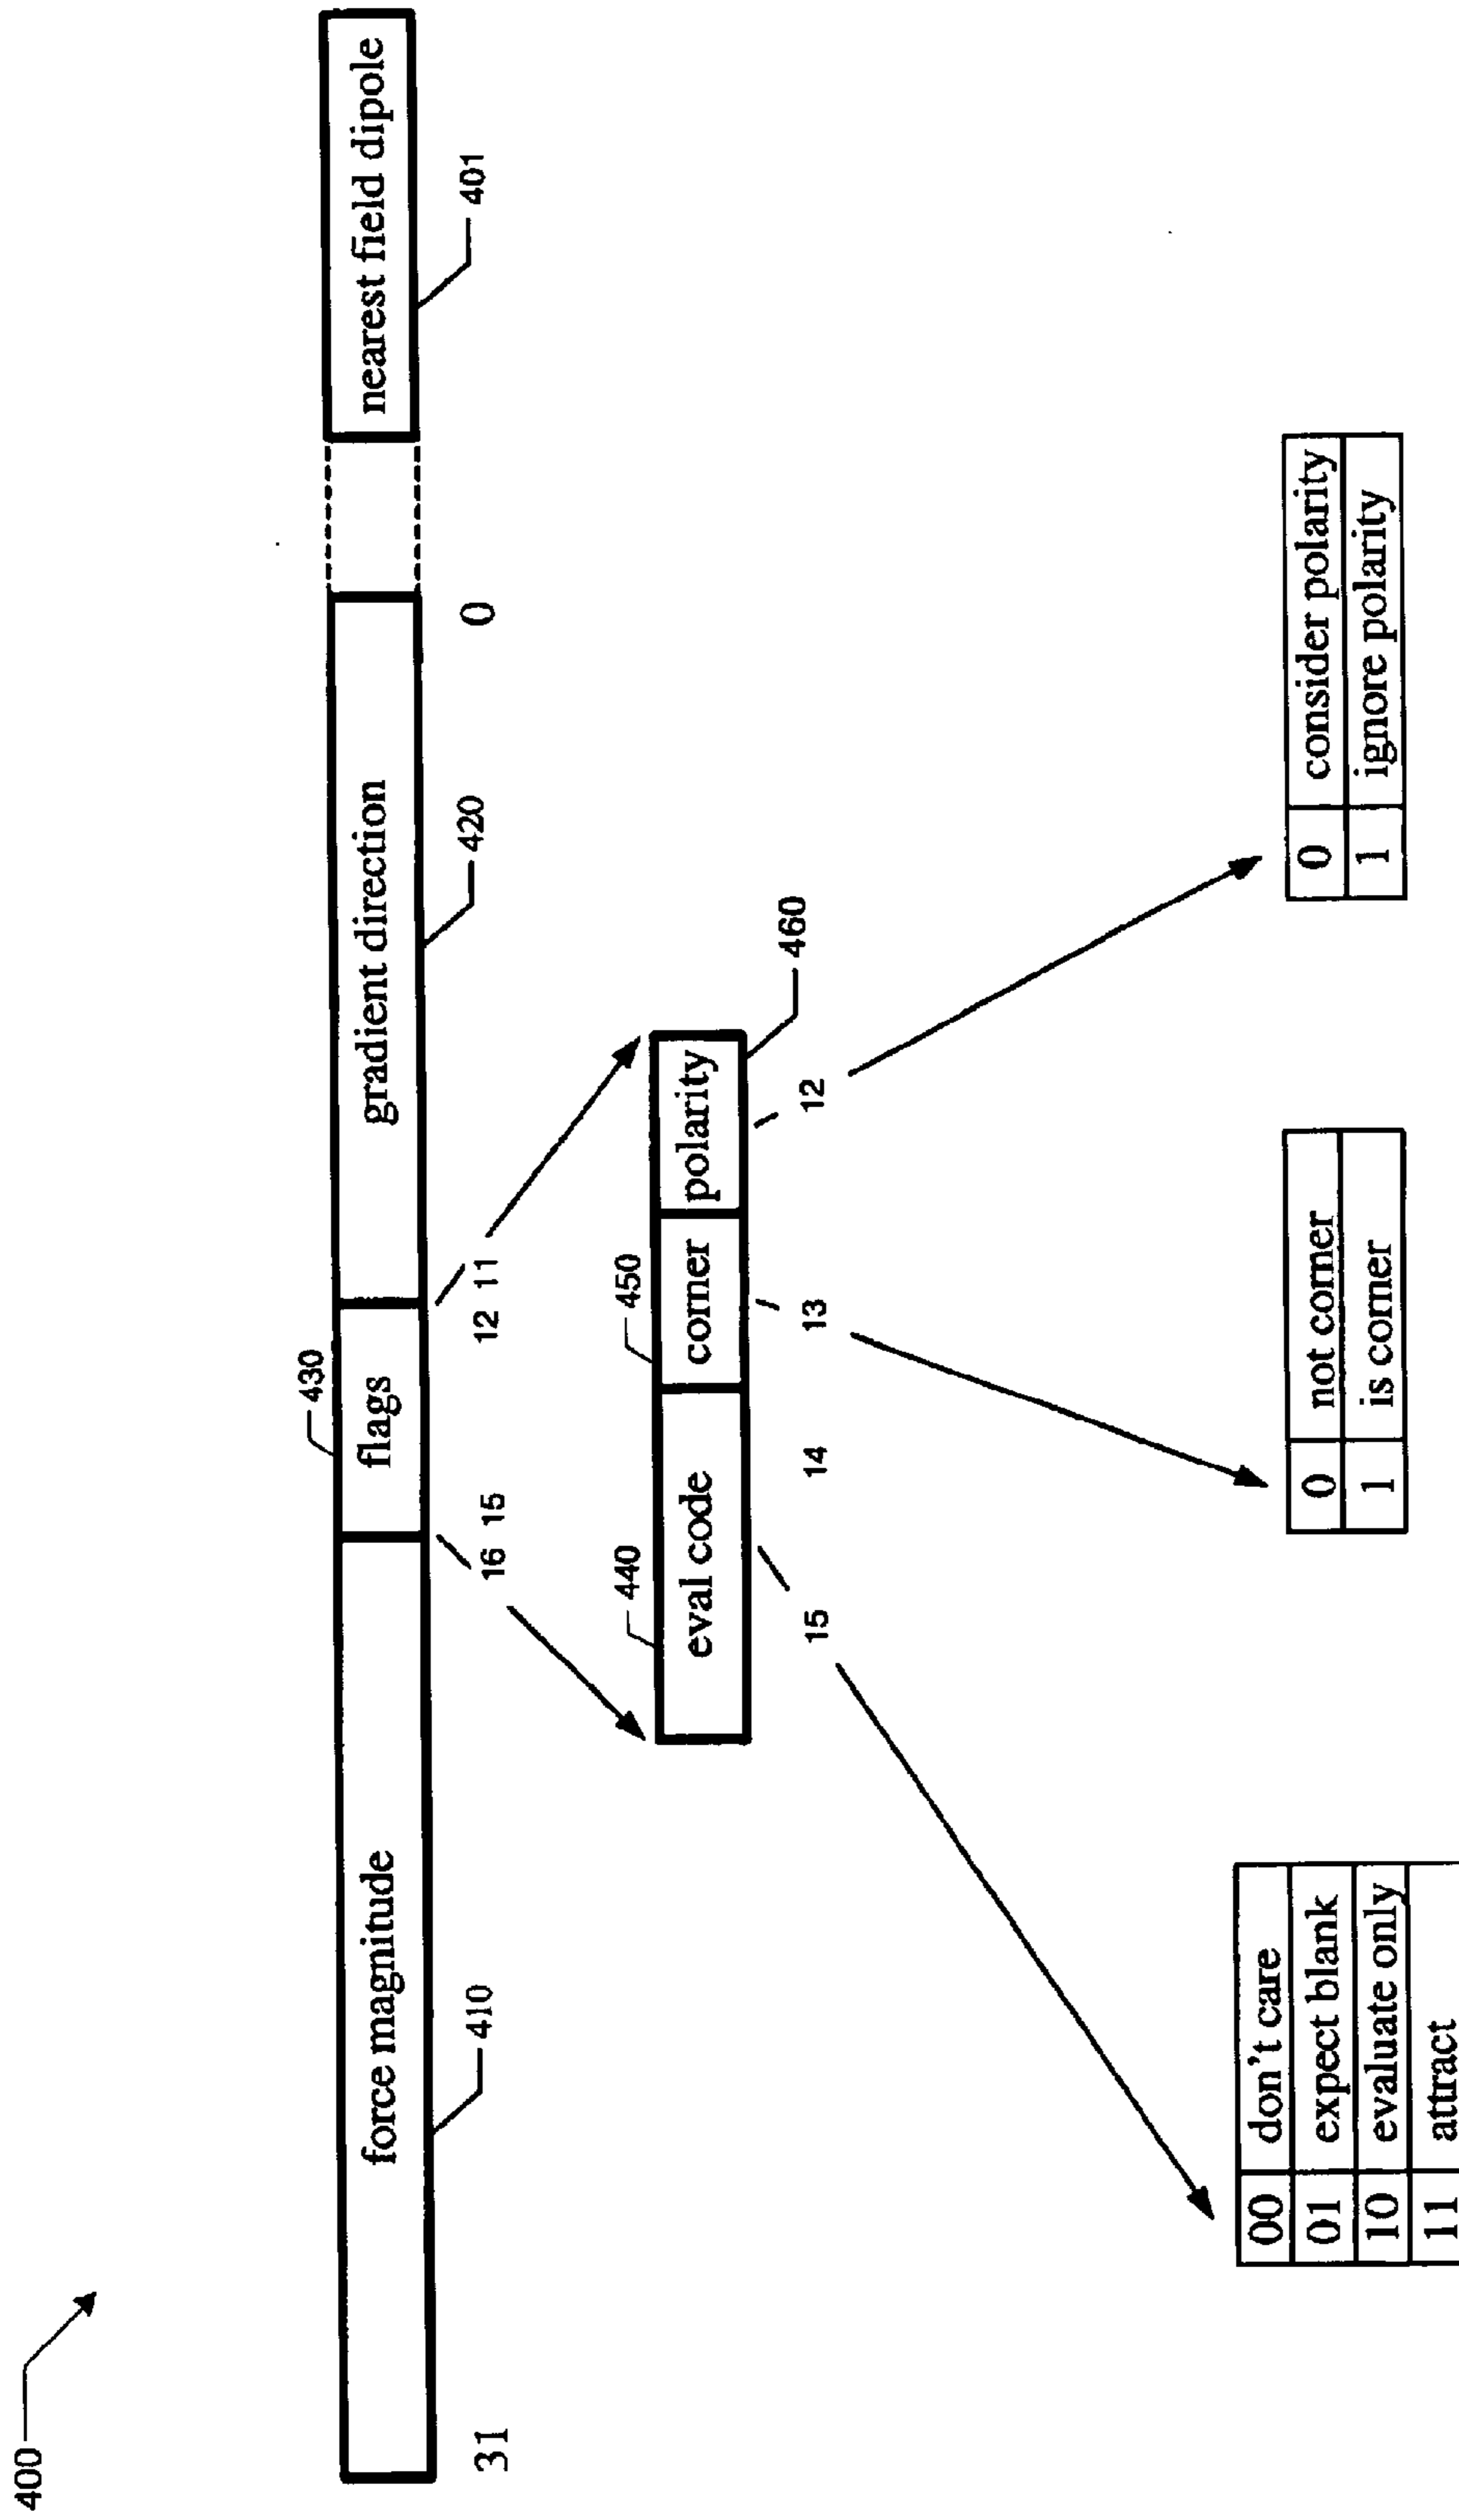 400
430
force magnitude
flags
gradient direction
nearest field dipole
31
410
16 15
12 11
420
0
401
440
450
eval code
corner
polarity
460
15
14
13
12
00 don't care
01 expect blank
10 evaluate only
11 attract
0 not corner
1 is corner
0 consider polarity
1 ignore polarity